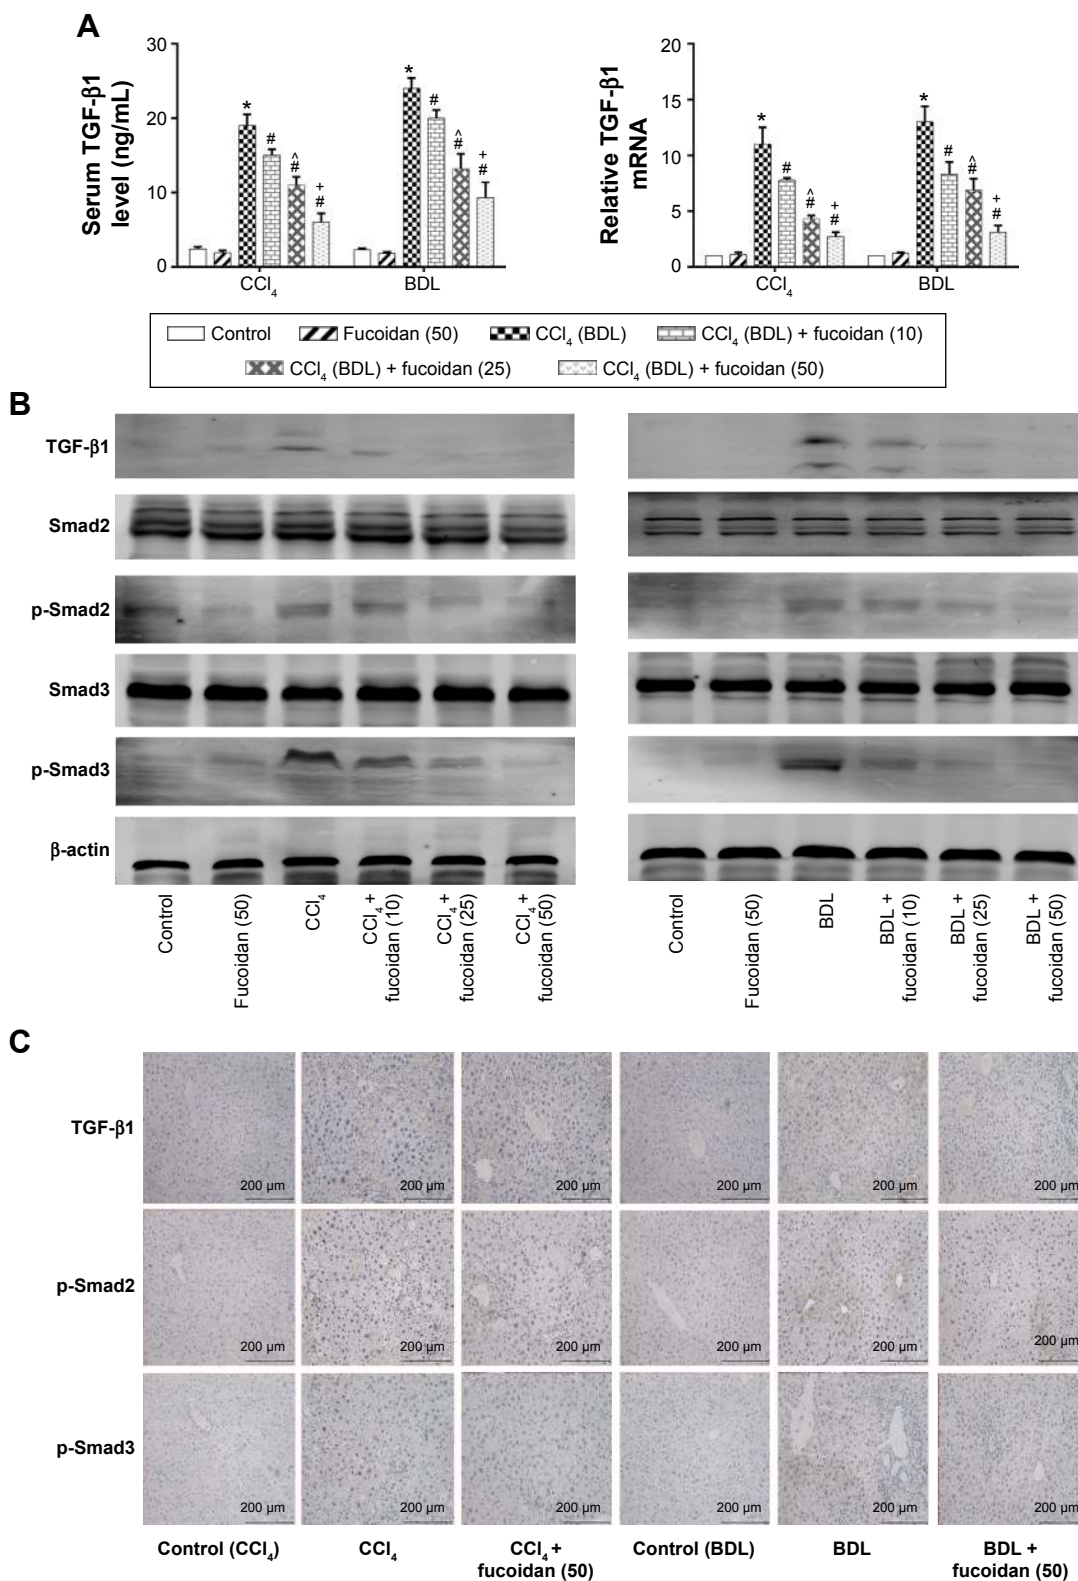 A
Serum TGF-β1
level (ng/mL)
30
20
10
0
*
#
^
#
+
#
*
#
^
#
+
#
CCl₄
BDL
Relative TGF-β1
mRNA
20
15
10
5
0
*
#
^
#
+
#
*
#
^
#
+
#
CCl₄
BDL
Control
Fucoidan (50)
CCl₄ (BDL)
CCl₄ (BDL) + fucoidan (10)
CCl₄ (BDL) + fucoidan (25)
CCl₄ (BDL) + fucoidan (50)
B
TGF-β1
Smad2
p-Smad2
Smad3
p-Smad3
β-actin
Control
Fucoidan (50)
CCl₄
CCl₄ +
fucoidan (10)
CCl₄ +
fucoidan (25)
CCl₄ +
fucoidan (50)
Control
Fucoidan (50)
BDL
BDL +
fucoidan (10)
BDL +
fucoidan (25)
BDL +
fucoidan (50)
C
TGF-β1
200 µm
200 µm
200 µm
200 µm
200 µm
200 µm
p-Smad2
200 µm
200 µm
200 µm
200 µm
200 µm
200 µm
p-Smad3
200 µm
200 µm
200 µm
200 µm
200 µm
200 µm
Control (CCl₄)
CCl₄
CCl₄ +
fucoidan (50)
Control (BDL)
BDL
BDL +
fucoidan (50)